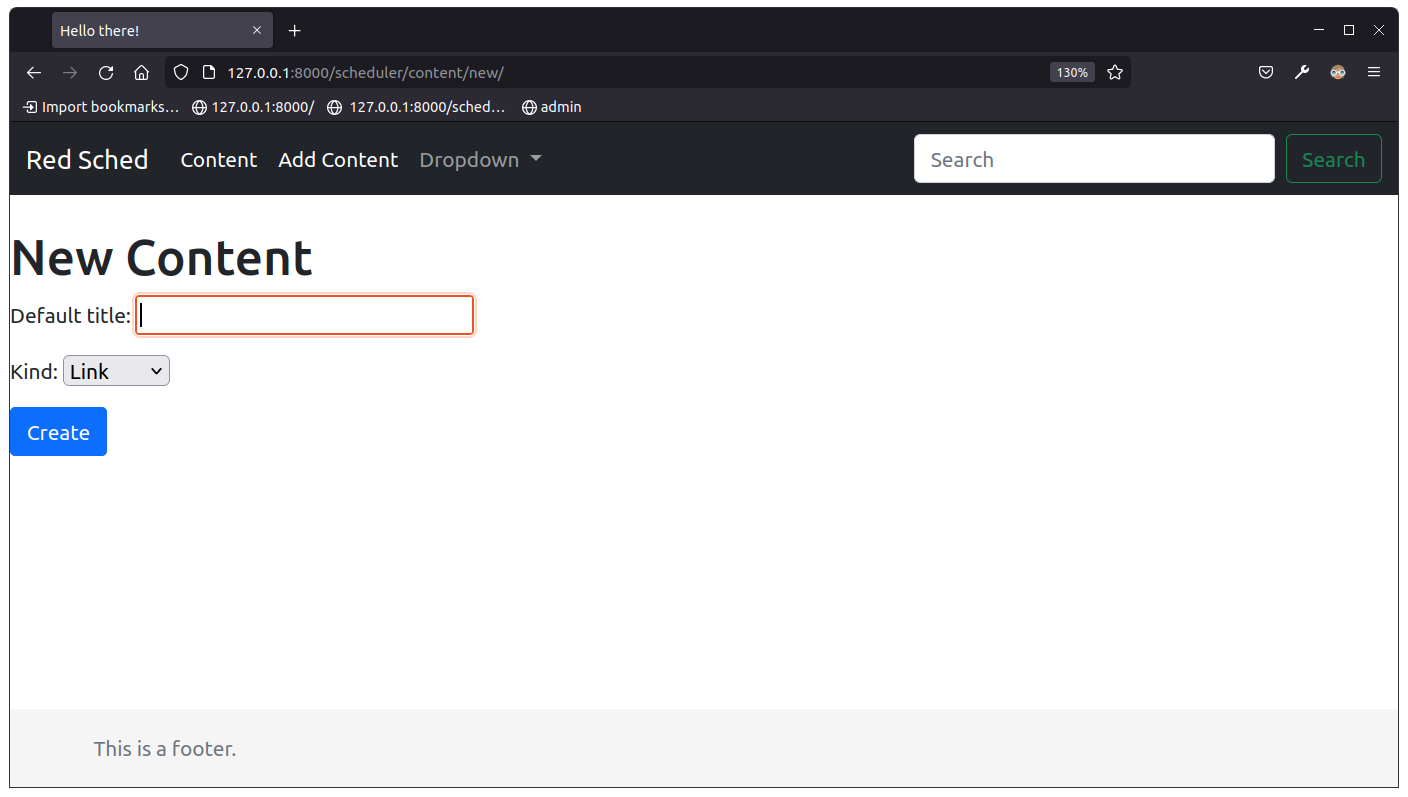 Hello there!
127.0.0.1:8000/scheduler/content/new/
130%
Import bookmarks... 127.0.0.1:8000/ 127.0.0.1:8000/sched... admin
Red Sched Content Add Content Dropdown Search Search
New Content
Default title:
Kind: Link
Create
This is a footer.